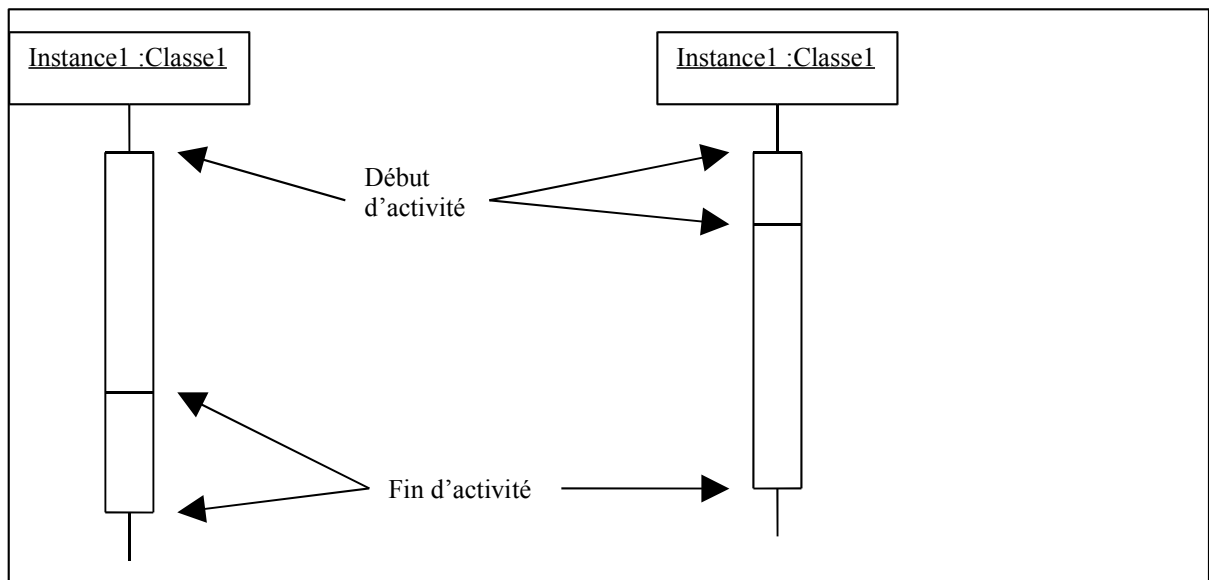 Instance1 :Classe1
Instance1 :Classe1
Début
d’activité
Fin d’activité